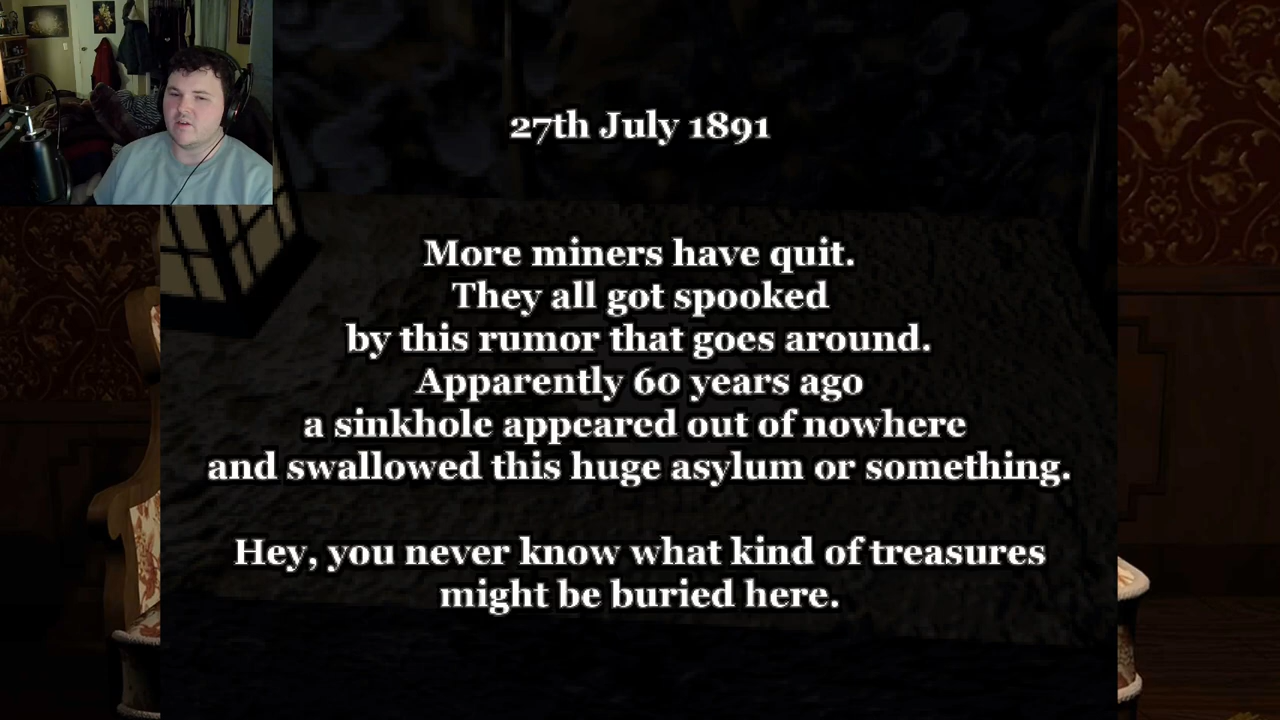 27th July 1891
More miners have quit.
They all got spooked
by this rumor that goes around.
Apparently 60 years ago
a sinkhole appeared out of nowhere
and swallowed this huge asylum or something.
Hey, you never know what kind of treasures
might be buried here.